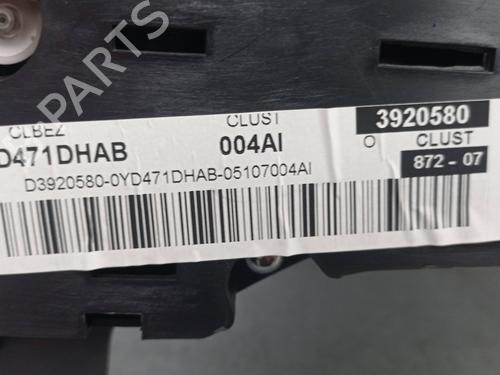 PARTS
CLBEZ CLUST 3920580
D471DHAB 004AI O CLUST
872-07
D3920580-0YD471DHAB-05107004AI